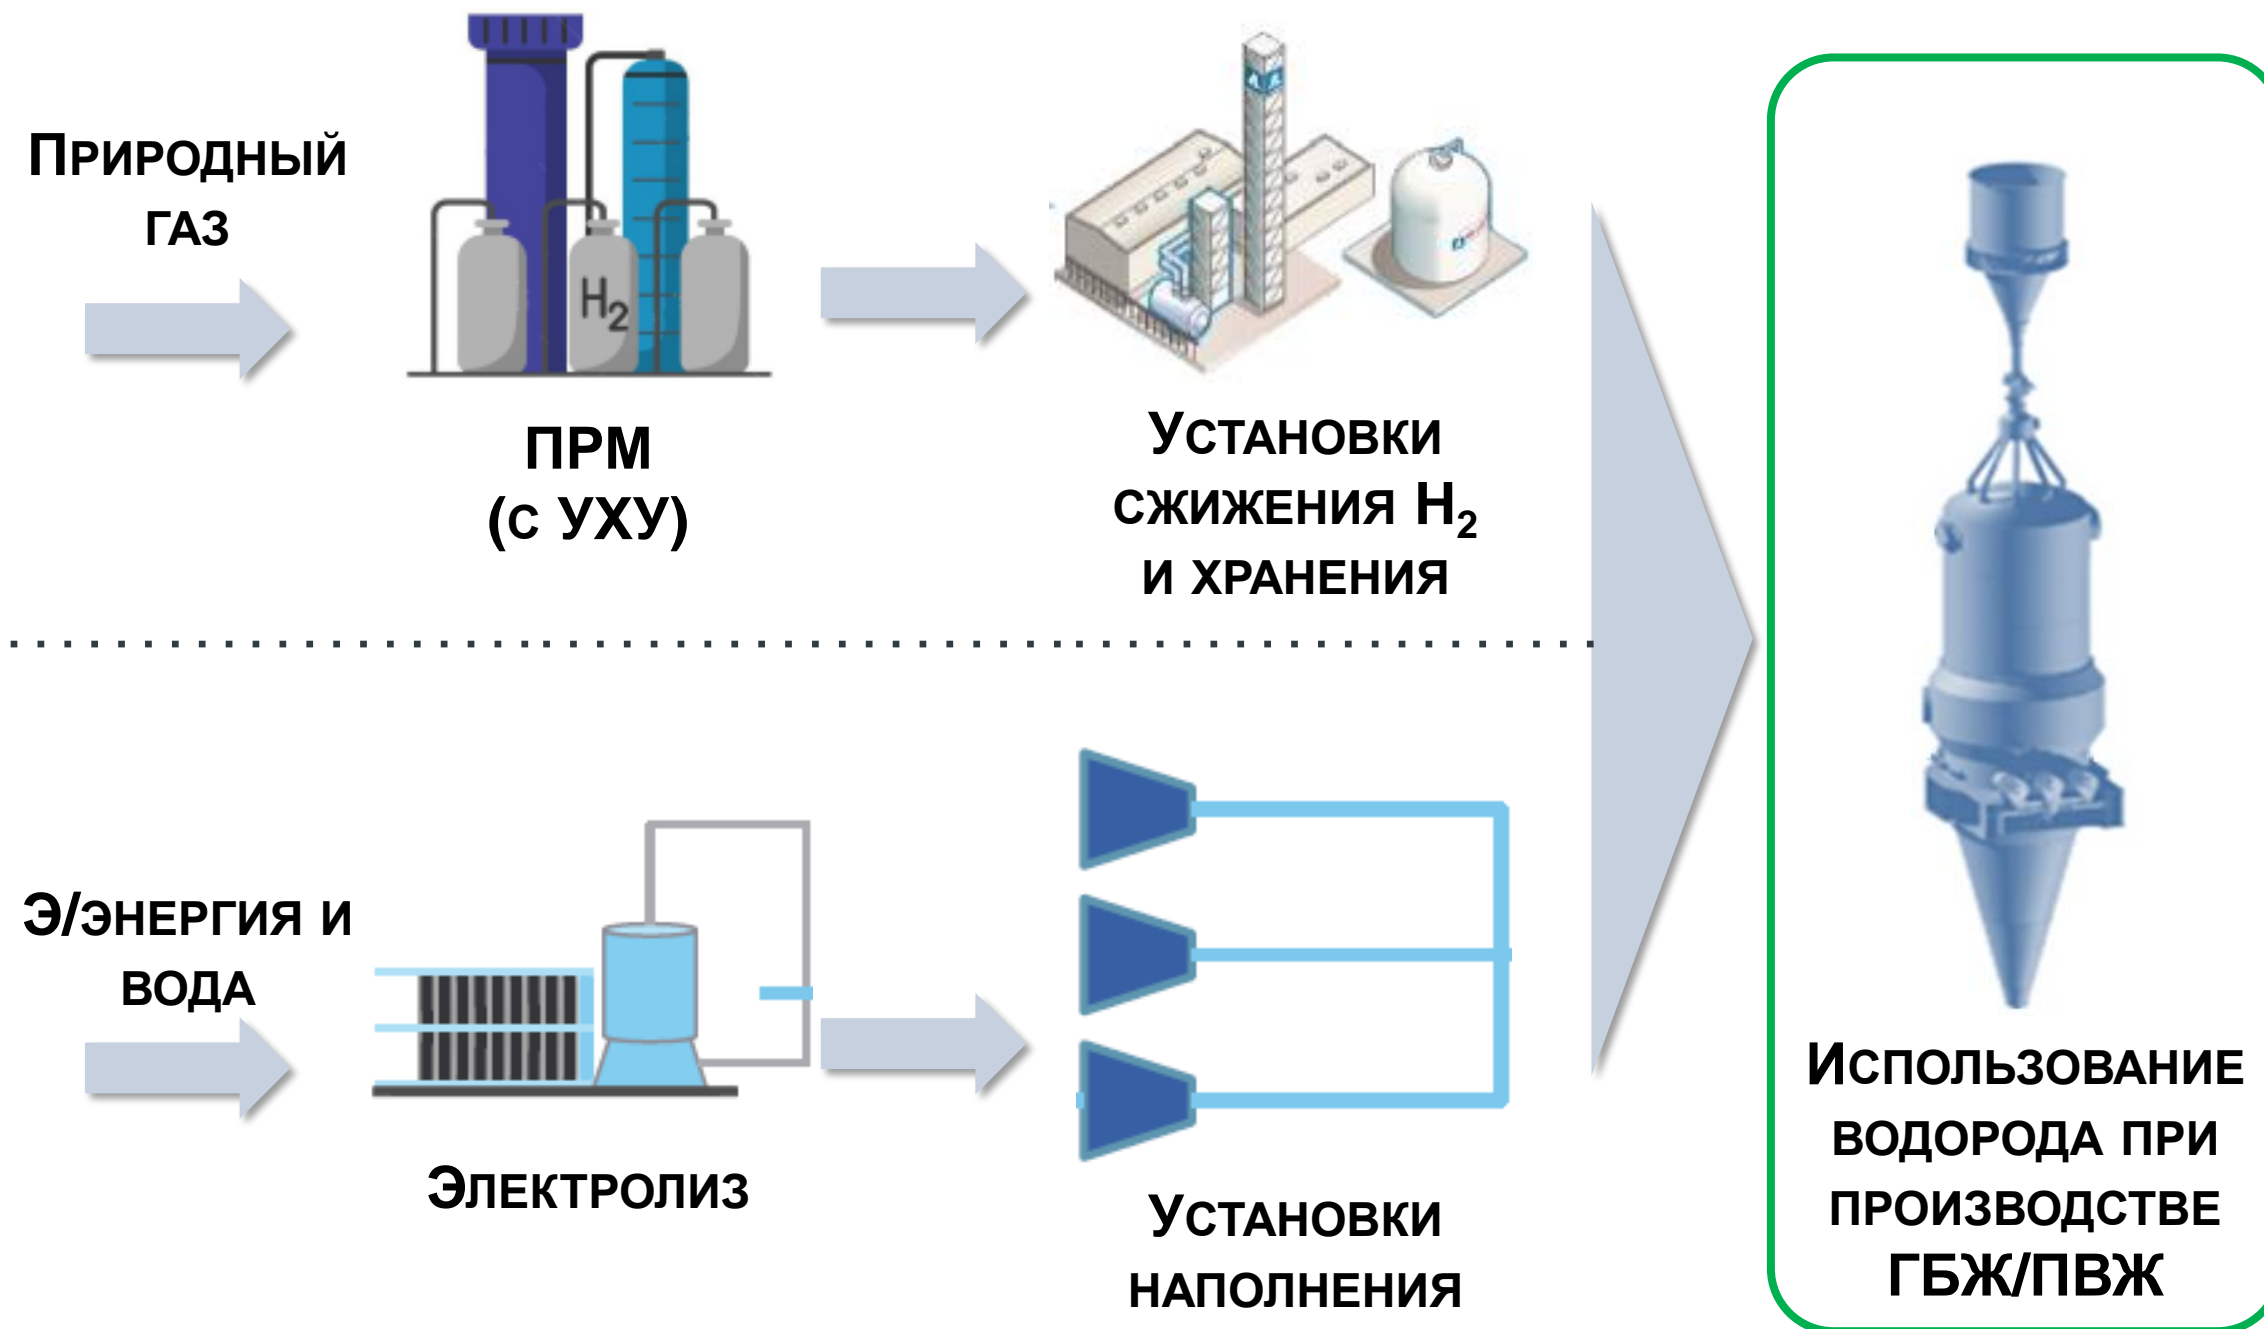 Природный
газ
H2
ПРМ
(с УХУ)
Установки
сжижения H₂
и хранения
Э/энергия и
вода
Электролиз
Установки
наполнения
Использование
водорода при
производстве
ГБЖ/ПВЖ